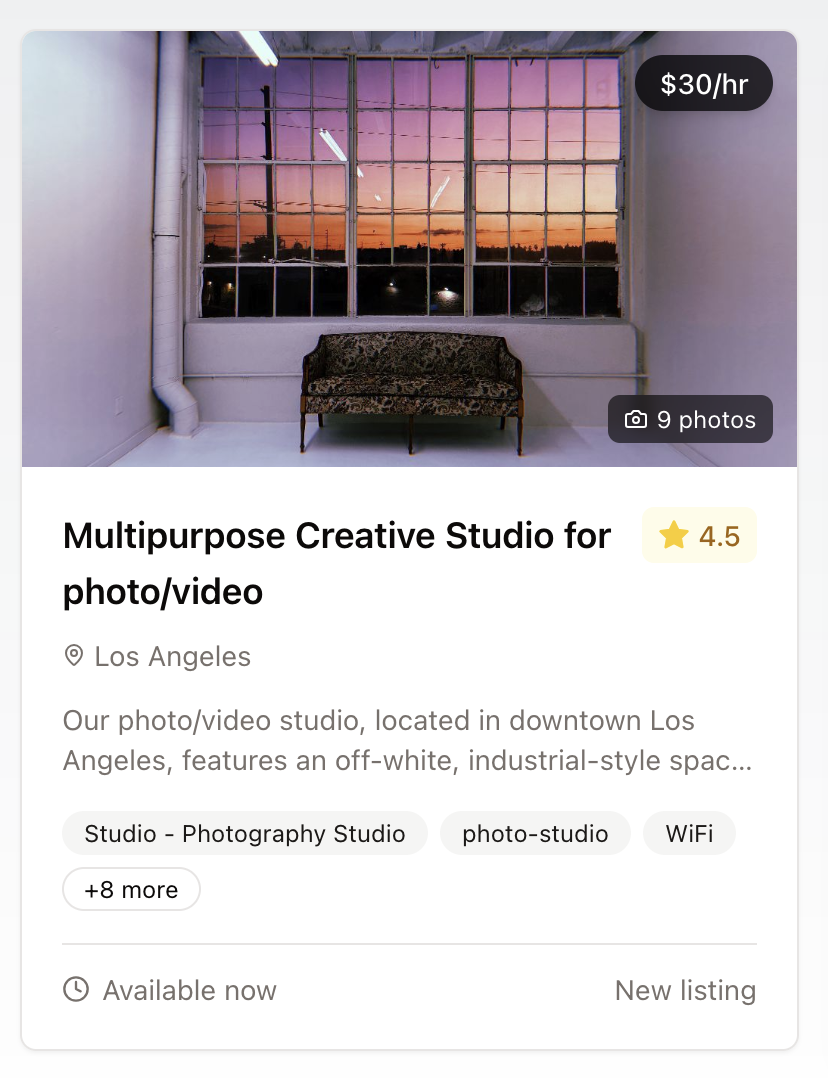 $30/hr
9 photos
Multipurpose Creative Studio for
photo/video
4.5
Los Angeles
Our photo/video studio, located in downtown Los
Angeles, features an off-white, industrial-style spac...
Studio - Photography Studio
photo-studio
WiFi
+8 more
Available now
New listing